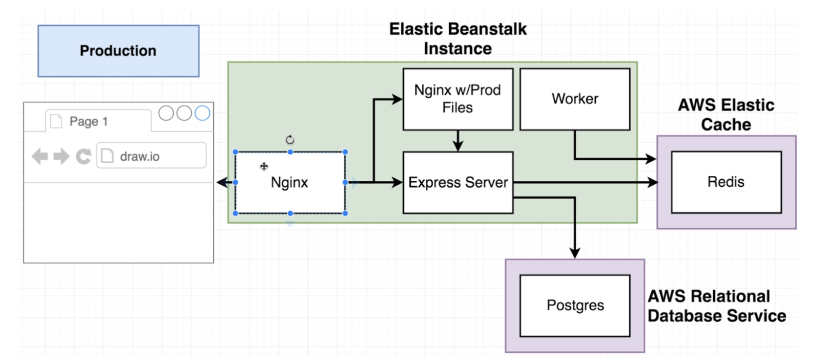 Elastic Beanstalk
Instance
Production
Nginx w/Prod
Files
Worker
AWS Elastic
Cache
Page 1
draw.io
Nginx
Express Server
Redis
Postgres
AWS Relational
Database Service